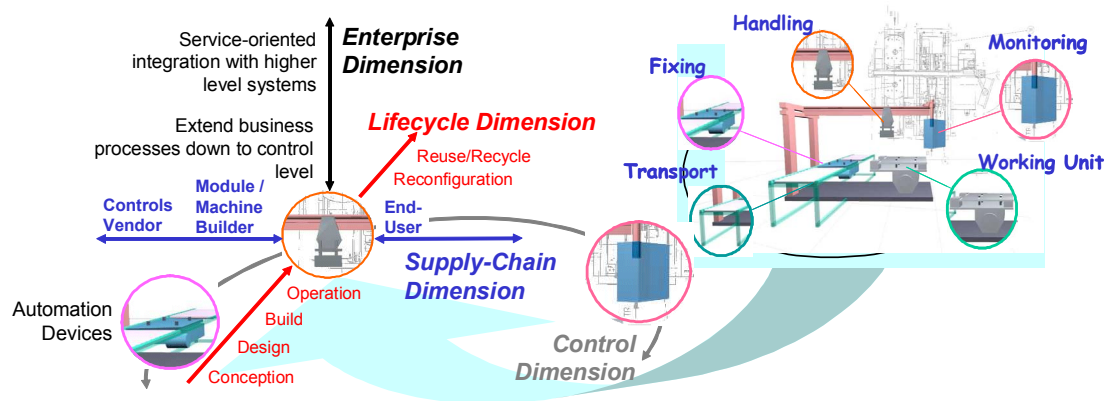 Service-oriented
integration with higher
level systems
Enterprise
Dimension
Extend business
processes down to control
level
Lifecycle Dimension
Reuse/Recycle
Reconfiguration
Controls
Vendor
Module /
Machine
Builder
End-
User
Supply-Chain
Dimension
Automation
Devices
Operation
Build
Design
Conception
Control
Dimension
Handling
Monitoring
Fixing
Transport
Working Unit